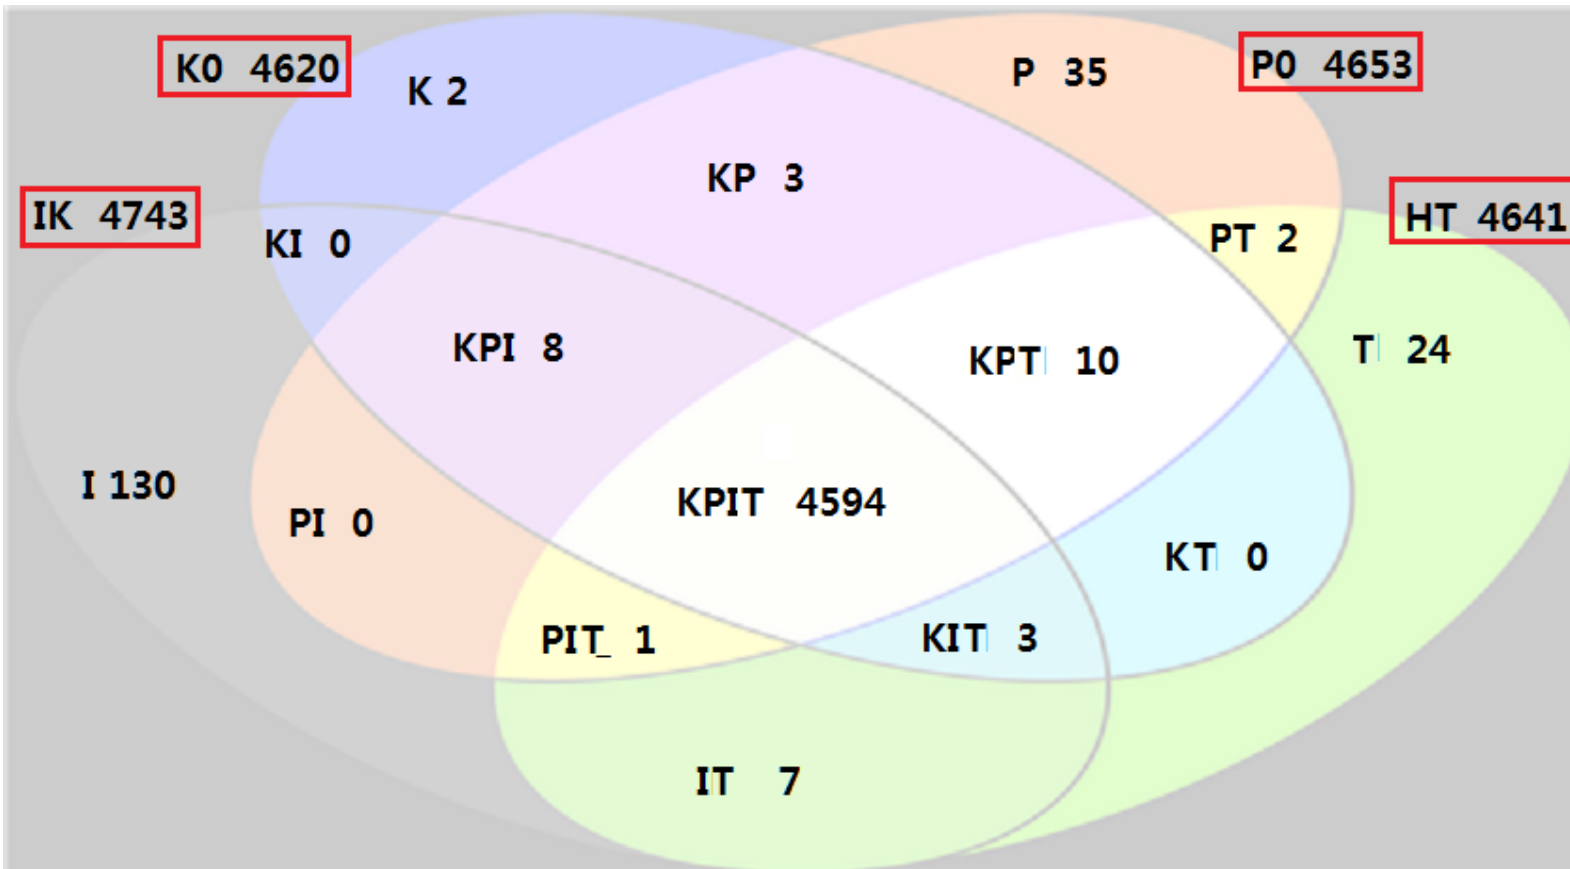 K0 4620
K 2
P 35
P0 4653
KP 3
IK 4743
HT 4641
KI 0
PT 2
KPI 8
KPT 10
T 24
I 130
KPIT 4594
PI 0
KT 0
PIT_ 1
KIT 3
IT 7